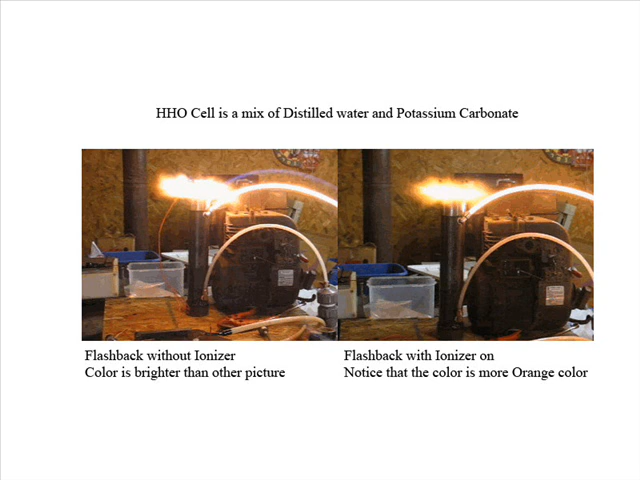 HHO Cell is a mix of Distilled water and Potassium Carbonate
Flashback without Ionizer
Color is brighter than other picture
Flashback with Ionizer on
Notice that the color is more Orange color